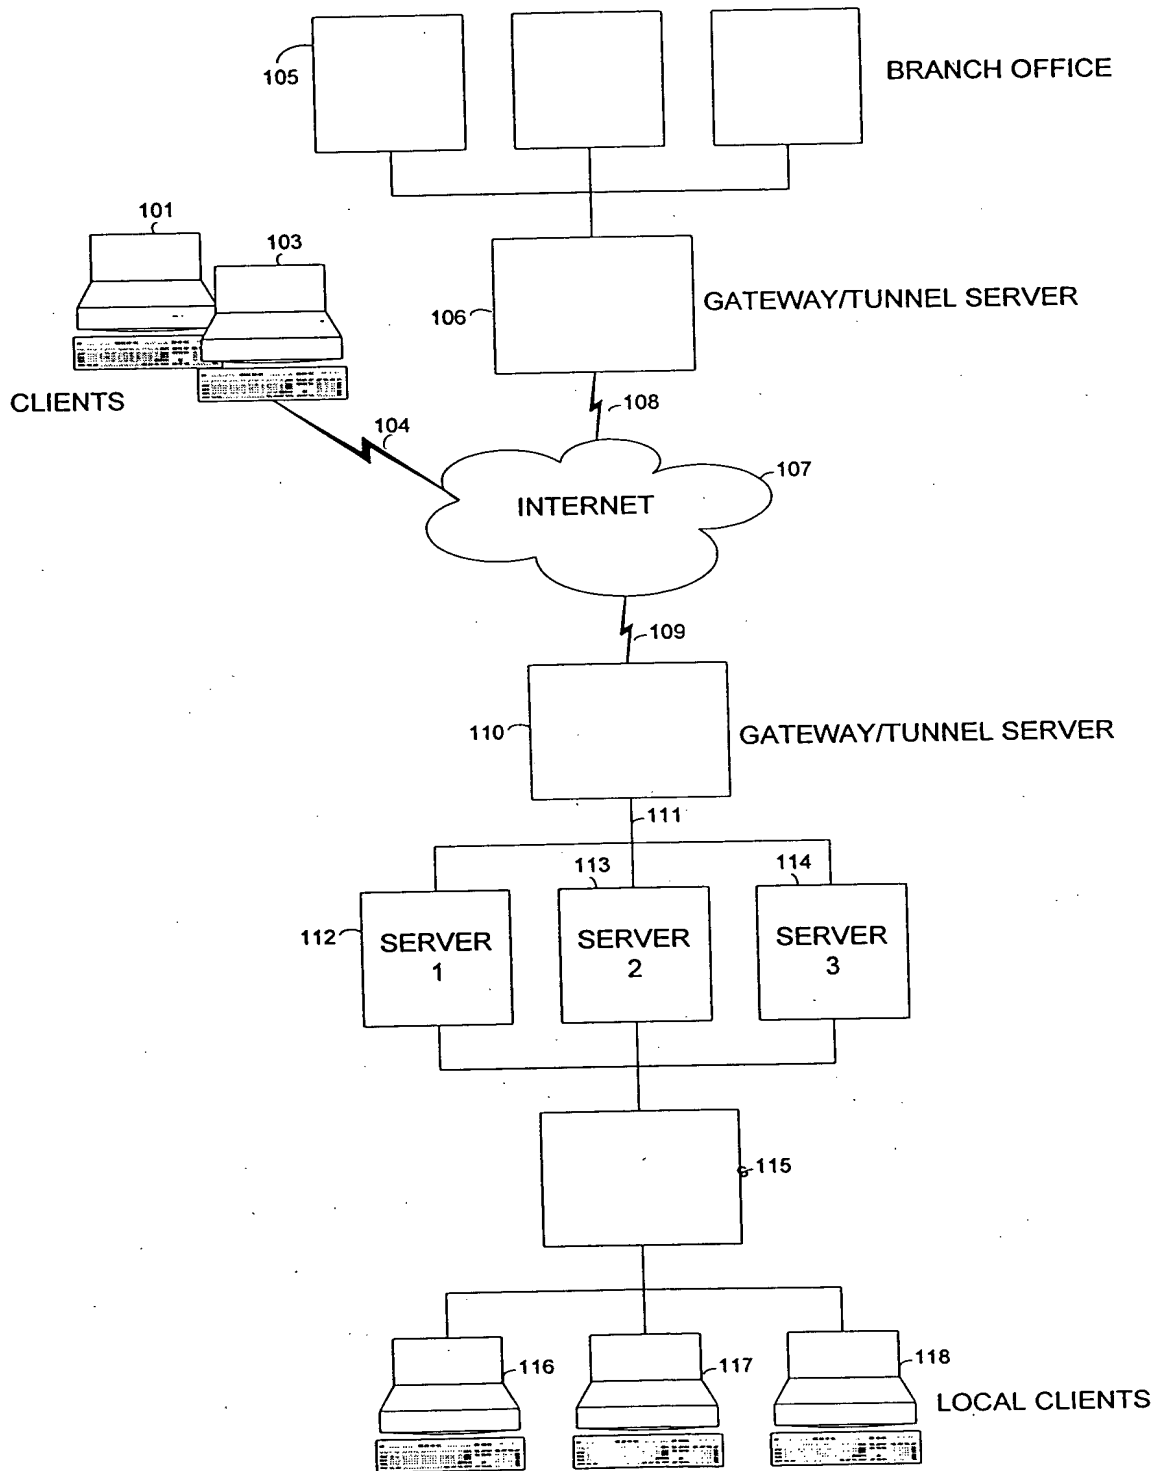 105
BRANCH OFFICE
101
103
106
GATEWAY/TUNNEL SERVER
CLIENTS
108
104
107
INTERNET
109
110
GATEWAY/TUNNEL SERVER
111
113
114
112
SERVER
1
SERVER
2
SERVER
3
115
116
117
118
LOCAL CLIENTS